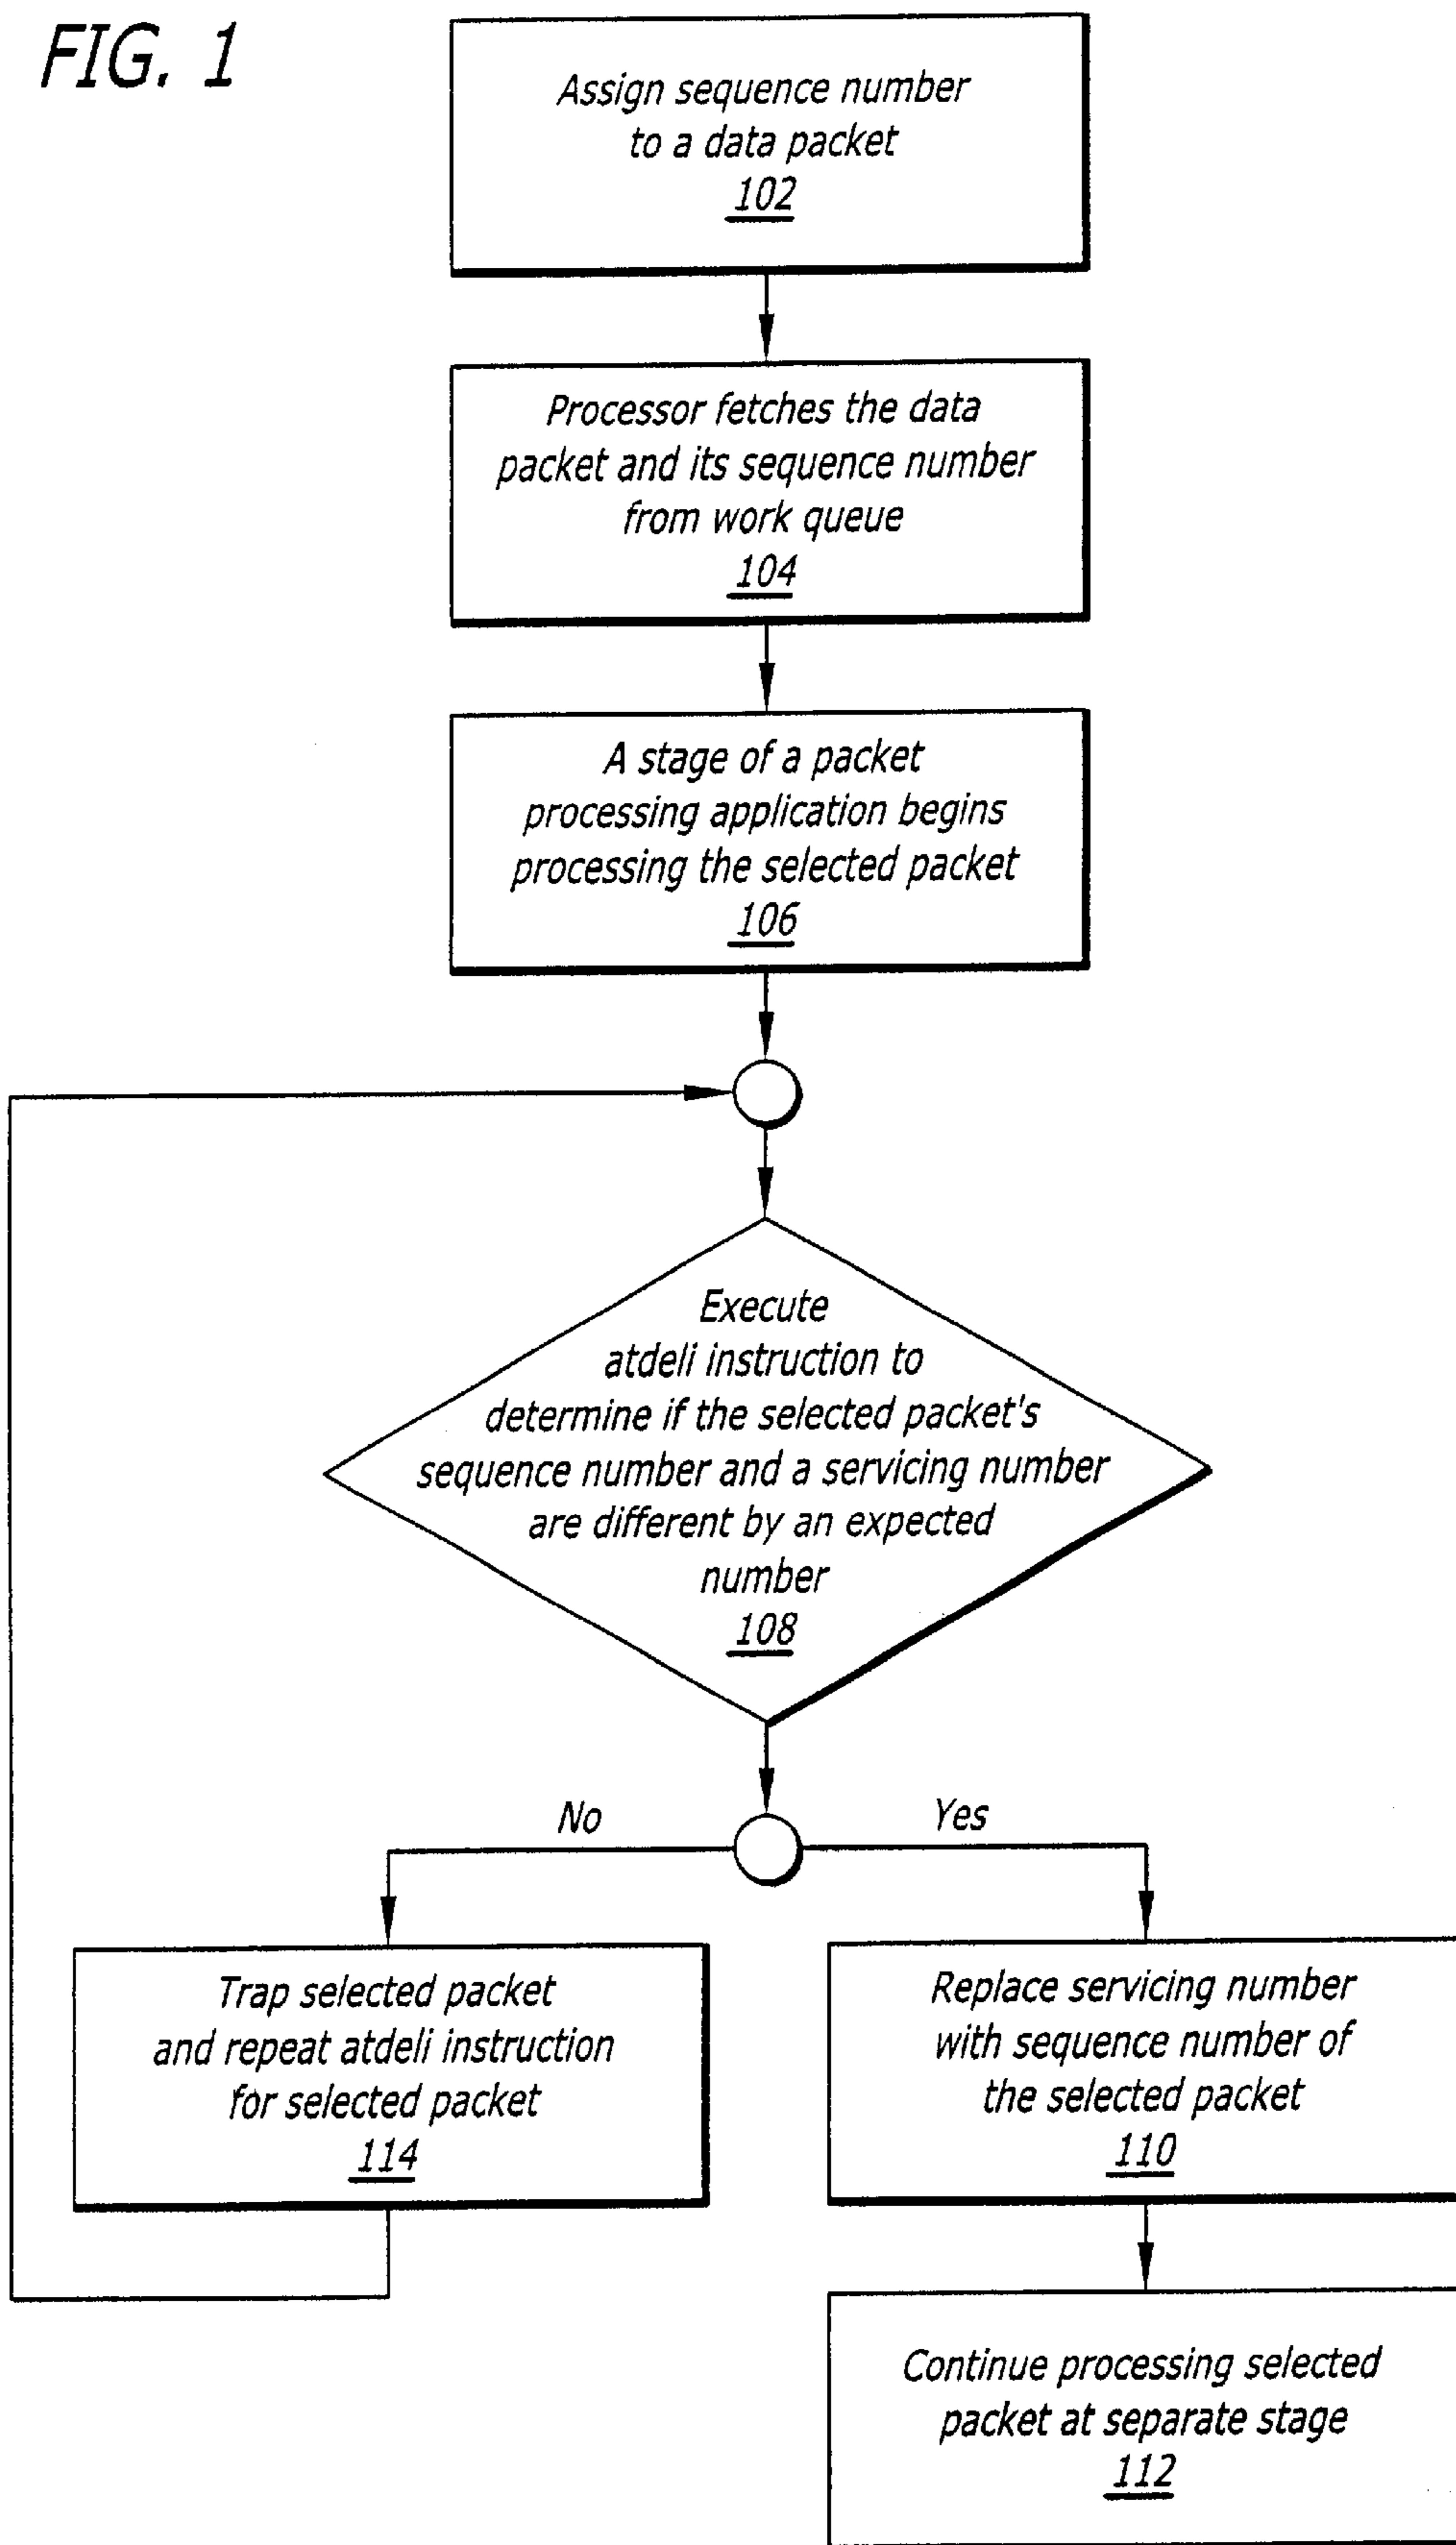 FIG. 1
Assign sequence number
to a data packet
102
Processor fetches the data
packet and its sequence number
from work queue
104
A stage of a packet
processing application begins
processing the selected packet
106
Execute
atdeli instruction to
determine if the selected packet's
sequence number and a servicing number
are different by an expected
number
108
No
Yes
Trap selected packet
and repeat atdeli instruction
for selected packet
114
Replace servicing number
with sequence number of
the selected packet
110
Continue processing selected
packet at separate stage
112